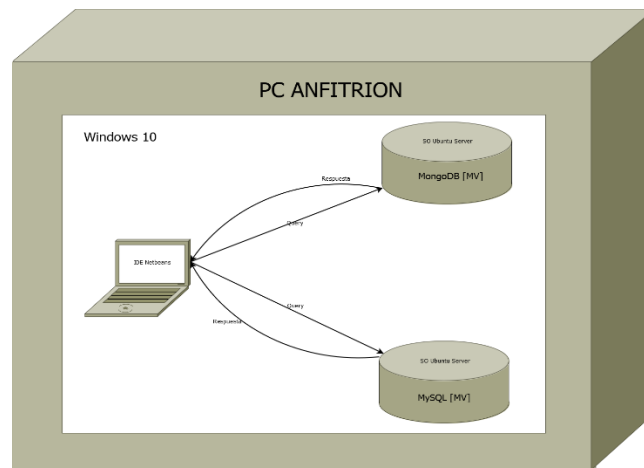 PC ANFITRION
Windows 10
SO Ubuntu Server
MongoDB [MV]
Respuesta
Query
IDE Netbeans
Query
Respuesta
SO Ubuntu Server
MySQL [MV]